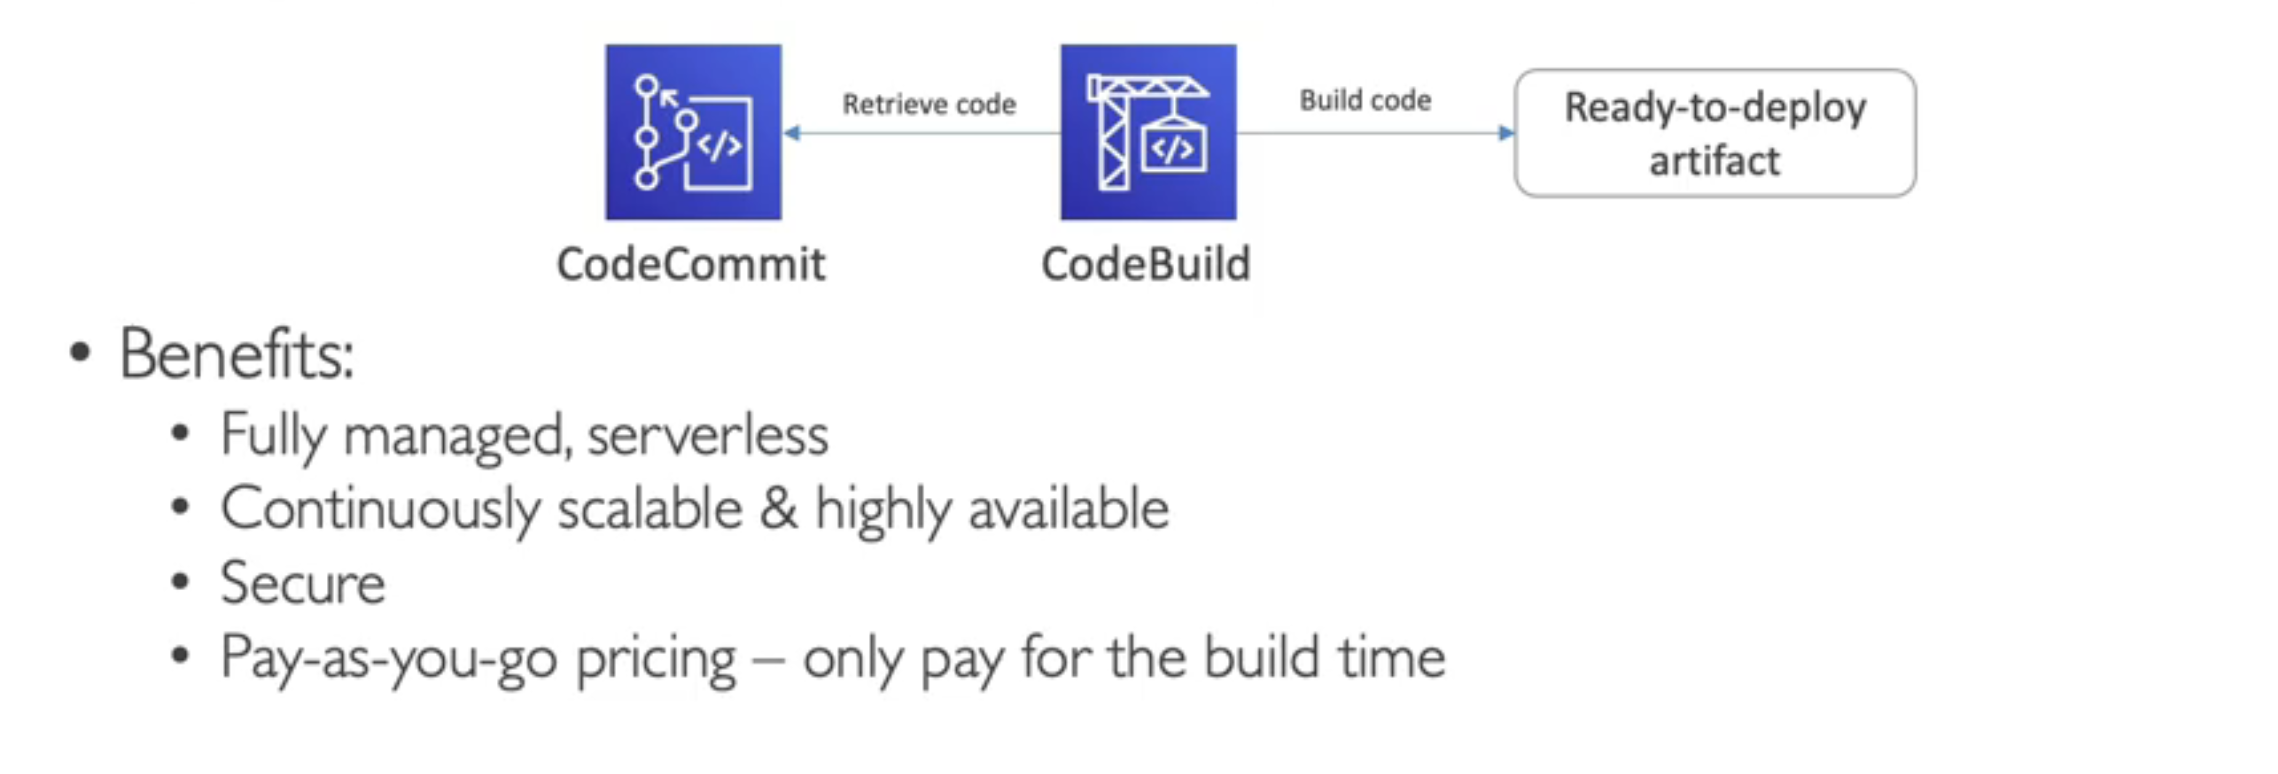 Retrieve code
Build code
Ready-to-deploy
artifact
CodeCommit
CodeBuild
• Benefits:
• Fully managed, serverless
• Continuously scalable & highly available
• Secure
• Pay-as-you-go pricing – only pay for the build time